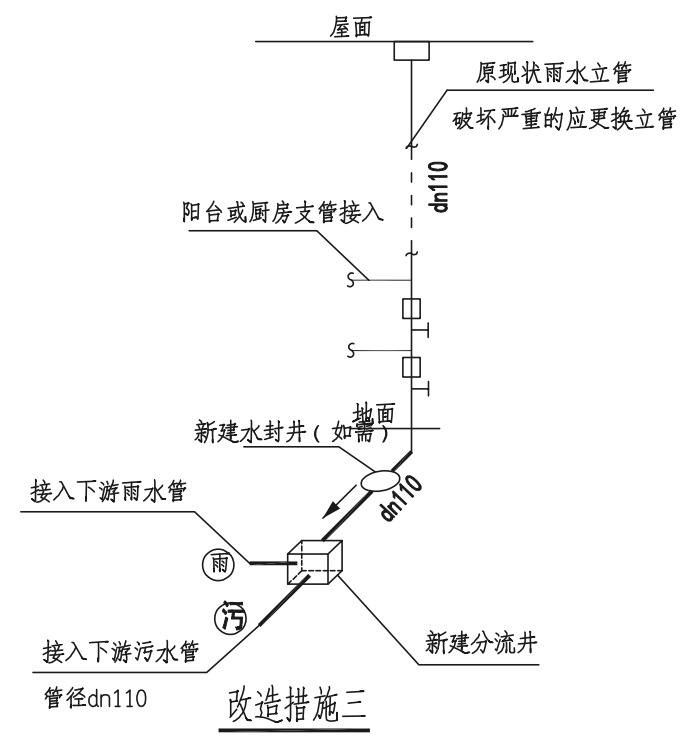 屋面
原现状雨水立管
破坏严重的应更换立管
dn110
阳台或厨房支管接入
地面
新建水封井(如需)
dn110
接入下游雨水管
雨
污
接入下游污水管
管径dn110
新建分流井
改造措施三